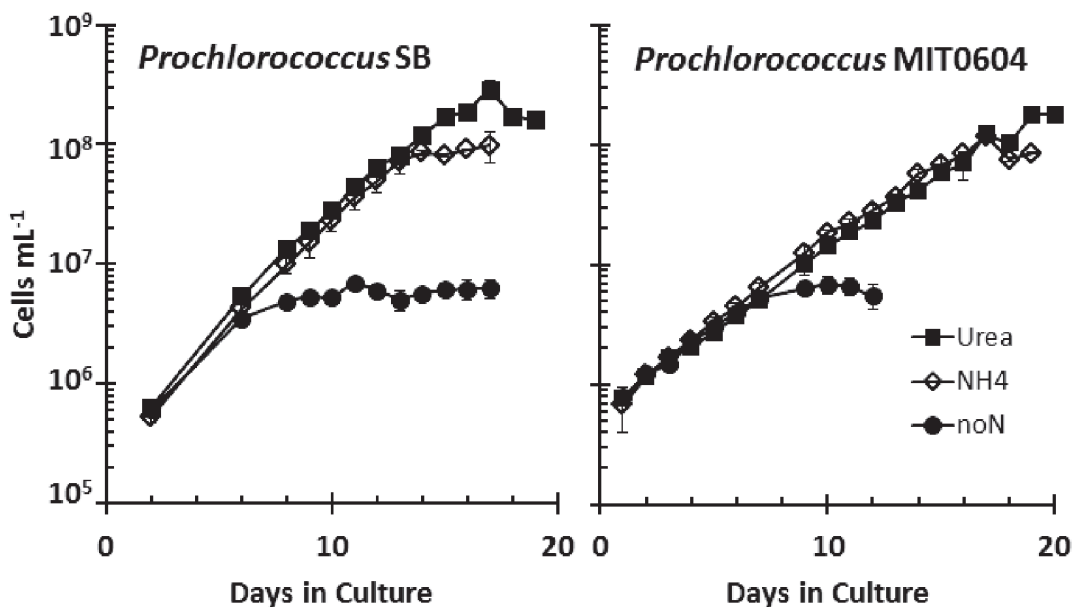 10⁹
10⁸
10⁷
10⁶
10⁵
Cells mL⁻¹
Prochlorococcus SB
0
10
20
Days in Culture
Prochlorococcus MIT0604
Urea
NH4
noN
0
10
20
Days in Culture